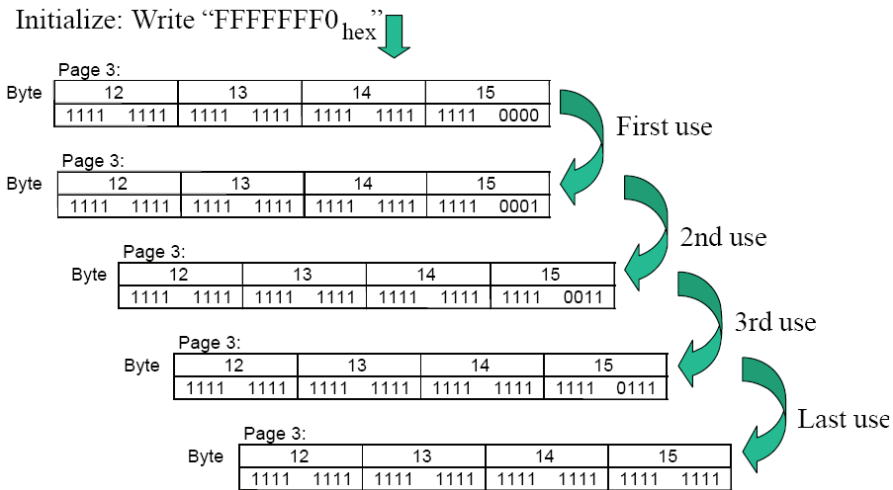 Initialize: Write “FFFFFFF0hex”
Page 3:
Byte 12 13 14 15
1111 1111 1111 1111 1111 1111 1111 0000
First use
Page 3:
Byte 12 13 14 15
1111 1111 1111 1111 1111 1111 1111 0001
2nd use
Page 3:
Byte 12 13 14 15
1111 1111 1111 1111 1111 1111 1111 0011
3rd use
Page 3:
Byte 12 13 14 15
1111 1111 1111 1111 1111 1111 1111 0111
Last use
Page 3:
Byte 12 13 14 15
1111 1111 1111 1111 1111 1111 1111 1111